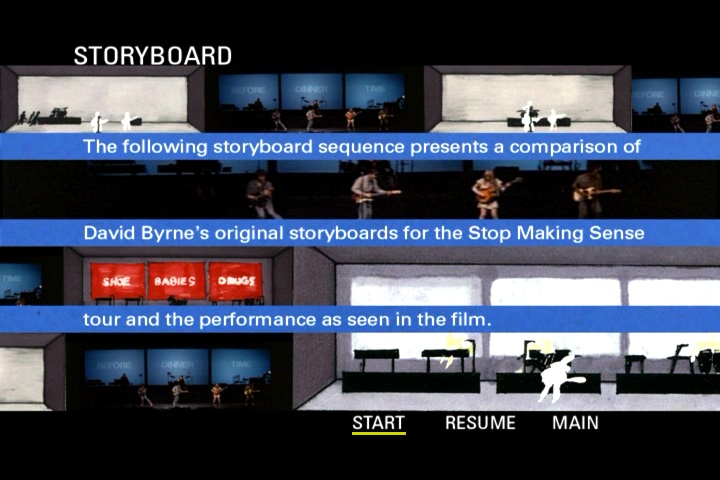 STORYBOARD
BEFORE DINNER TIME
BEFORE DINNER
The following storyboard sequence presents a comparison of
David Byrne's original storyboards for the Stop Making Sense
TIME
SHOE BABIES DRUGS
tour and the performance as seen in the film.
BEFORE DINNER TIME
START RESUME MAIN